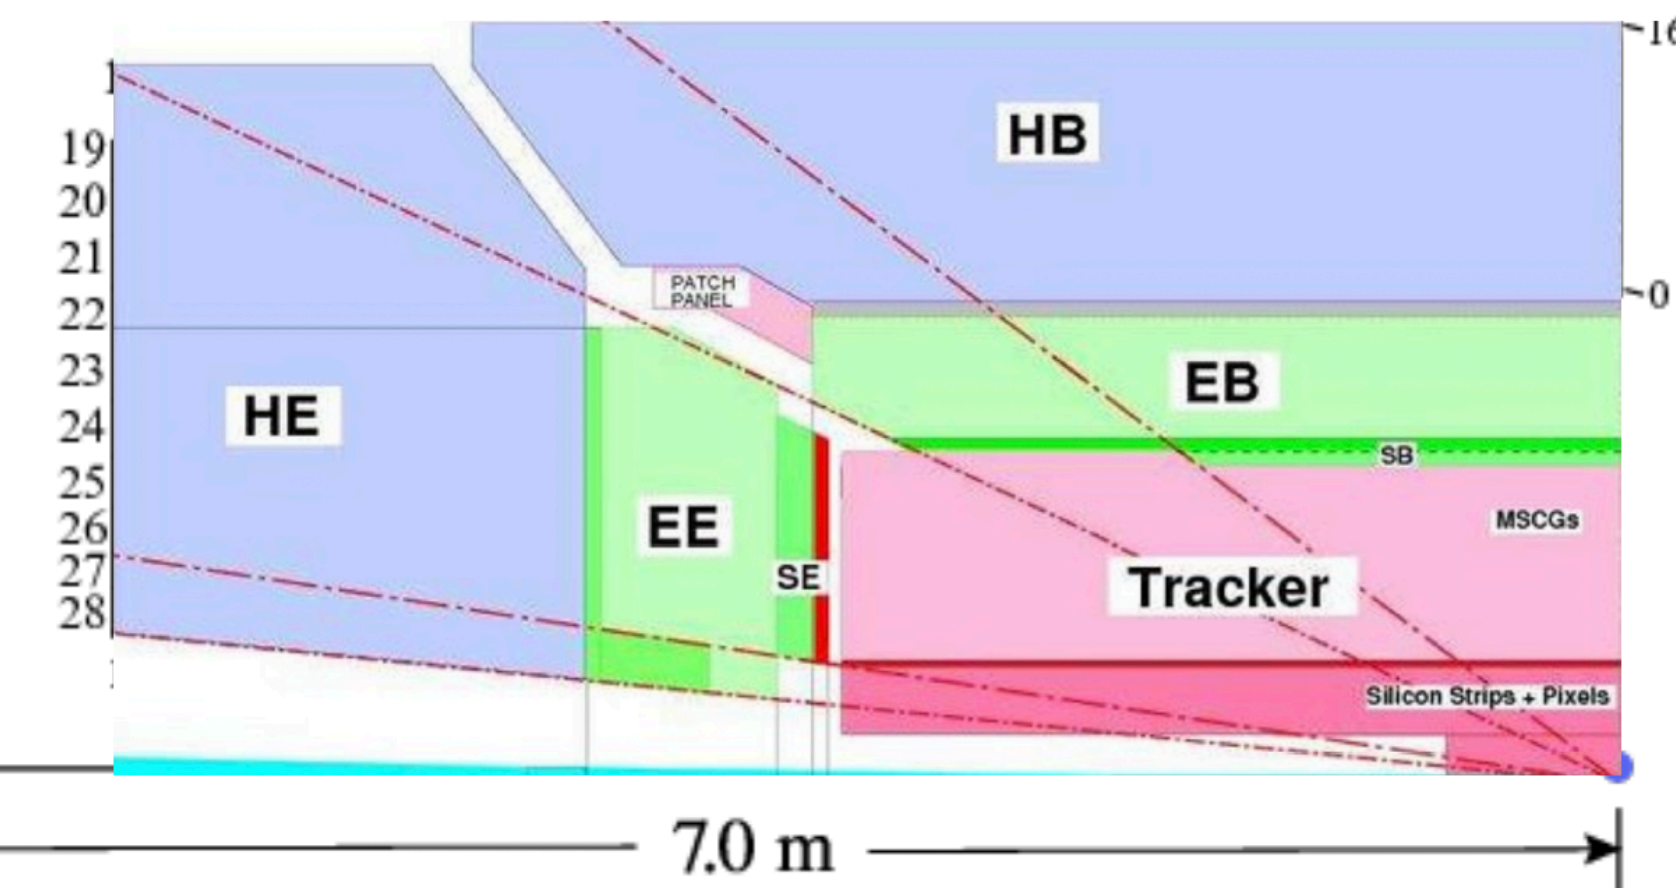 16
HB
19
20
21
PATCH
PANEL
0
22
23
EB
HE
24
SB
25
MSCGs
26
EE
27
SE
Tracker
28
Silicon Strips + Pixels
7.0 m